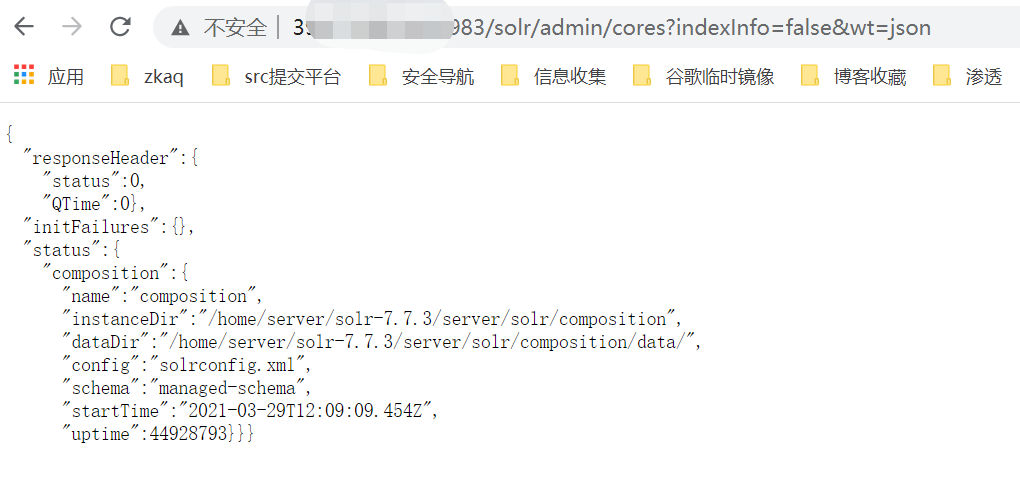 不安全 3 983/solr/admin/cores?indexInfo=false&wt=json
应用 zkaq src提交平台 安全导航 信息收集 谷歌临时镜像 博客收藏 渗透
{
"responseHeader":{
"status":0,
"QTime":0},
"initFailures":{},
"status":{
"composition":{
"name":"composition",
"instanceDir":"/home/server/solr-7.7.3/server/solr/composition",
"dataDir":"/home/server/solr-7.7.3/server/solr/composition/data/",
"config":"solrconfig.xml",
"schema":"managed-schema",
"startTime":"2021-03-29T12:09:09.454Z",
"uptime":44928793}}}